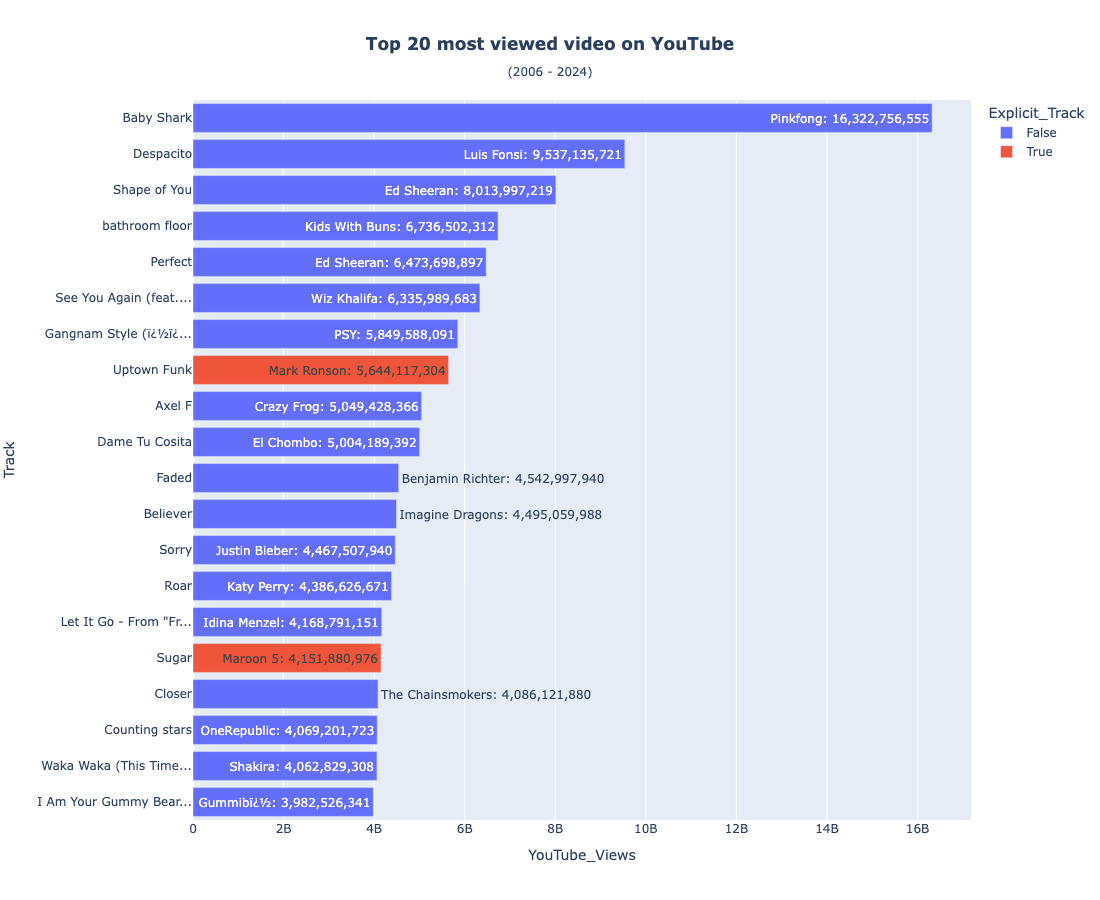 Top 20 most viewed video on YouTube
(2006 - 2024)
Explicit_Track
False
True
Track
Baby Shark Pinkfong: 16,322,756,555
Despacito Luis Fonsi: 9,537,135,721
Shape of You Ed Sheeran: 8,013,997,219
bathroom floor Kids With Buns: 6,736,502,312
Perfect Ed Sheeran: 6,473,698,897
See You Again (feat.... Wiz Khalifa: 6,335,989,683
Gangnam Style (ï¿½ï¿... PSY: 5,849,588,091
Uptown Funk Mark Ronson: 5,644,117,304
Axel F Crazy Frog: 5,049,428,366
Dame Tu Cosita El Chombo: 5,004,189,392
Faded Benjamin Richter: 4,542,997,940
Believer Imagine Dragons: 4,495,059,988
Sorry Justin Bieber: 4,467,507,940
Roar Katy Perry: 4,386,626,671
Let It Go - From "Fr... Idina Menzel: 4,168,791,151
Sugar Maroon 5: 4,151,880,976
Closer The Chainsmokers: 4,086,121,880
Counting stars OneRepublic: 4,069,201,723
Waka Waka (This Time... Shakira: 4,062,829,308
I Am Your Gummy Bear... Gummibï¿½: 3,982,526,341
0 2B 4B 6B 8B 10B 12B 14B 16B
YouTube_Views